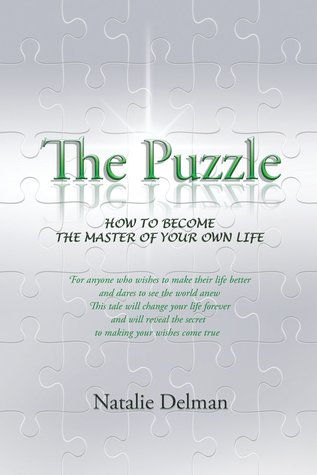 The Puzzle
HOW TO BECOME
THE MASTER OF YOUR OWN LIFE
For anyone who wishes to make their life better
and dares to see the world anew
This tale will change your life forever
and will reveal the secret
to making your wishes come true
Natalie Delman